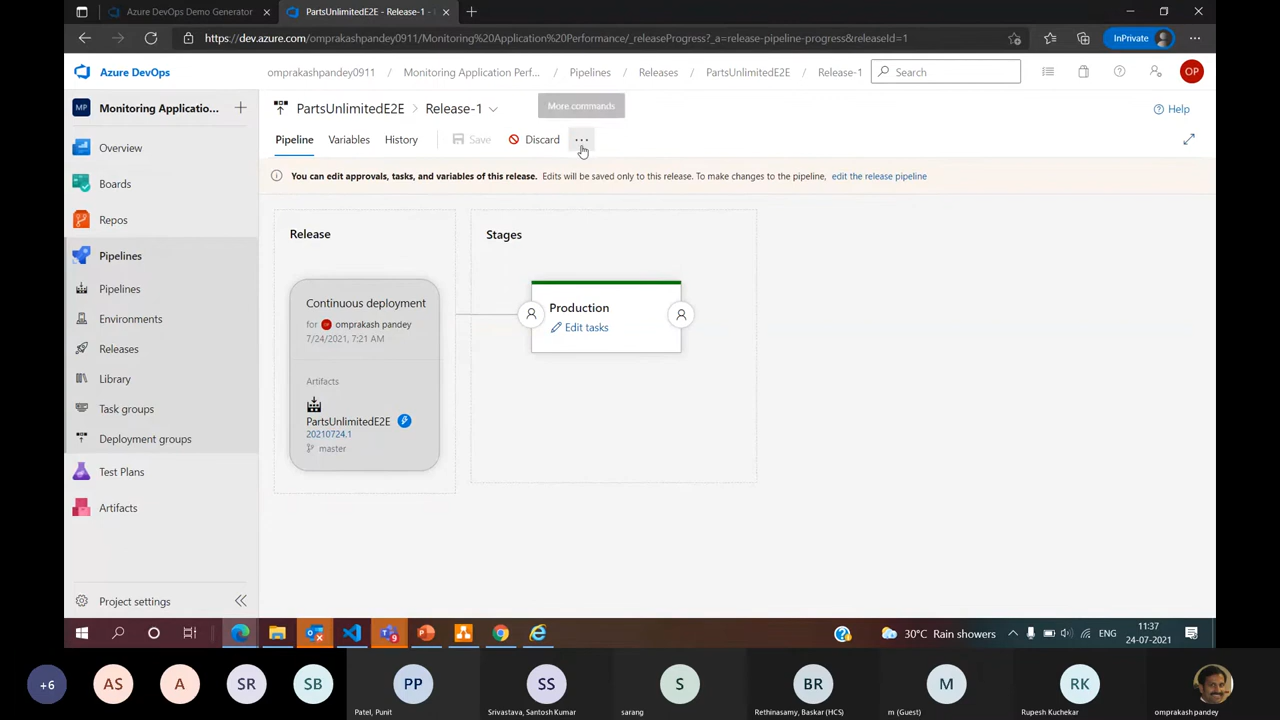 Azure DevOps Demo Generator
PartsUnlimitedE2E - Release-1 -
https://dev.azure.com/omprakashpandey0911/Monitoring%20Application%20Performance/_releaseProgress?_a=release-pipeline-progress&releaseId=1
InPrivate
Azure DevOps
omprakashpandey0911 / Monitoring Application Perf... / Pipelines / Releases / PartsUnlimitedE2E / Release-1
Search
OP
MP Monitoring Applicatio...
PartsUnlimitedE2E > Release-1
More commands
Help
Pipeline Variables History Save Discard ...
You can edit approvals, tasks, and variables of this release. Edits will be saved only to this release. To make changes to the pipeline, edit the release pipeline
Overview
Boards
Repos
Pipelines
Pipelines
Environments
Releases
Library
Task groups
Deployment groups
Test Plans
Artifacts
Project settings
Release
Continuous deployment
for omprakash pandey
7/24/2021, 7:21 AM
Artifacts
PartsUnlimitedE2E
20210724.1
master
Stages
Production
Edit tasks
30°C Rain showers
ENG
11:37
24-07-2021
+6
AS
A
SR
SB
PP
Patel, Punit
SS
Srivastava, Santosh Kumar
S
sarang
BR
Rethinasamy, Baskar (HCS)
M
m (Guest)
RK
Rupesh Kuchekar
omprakash pandey